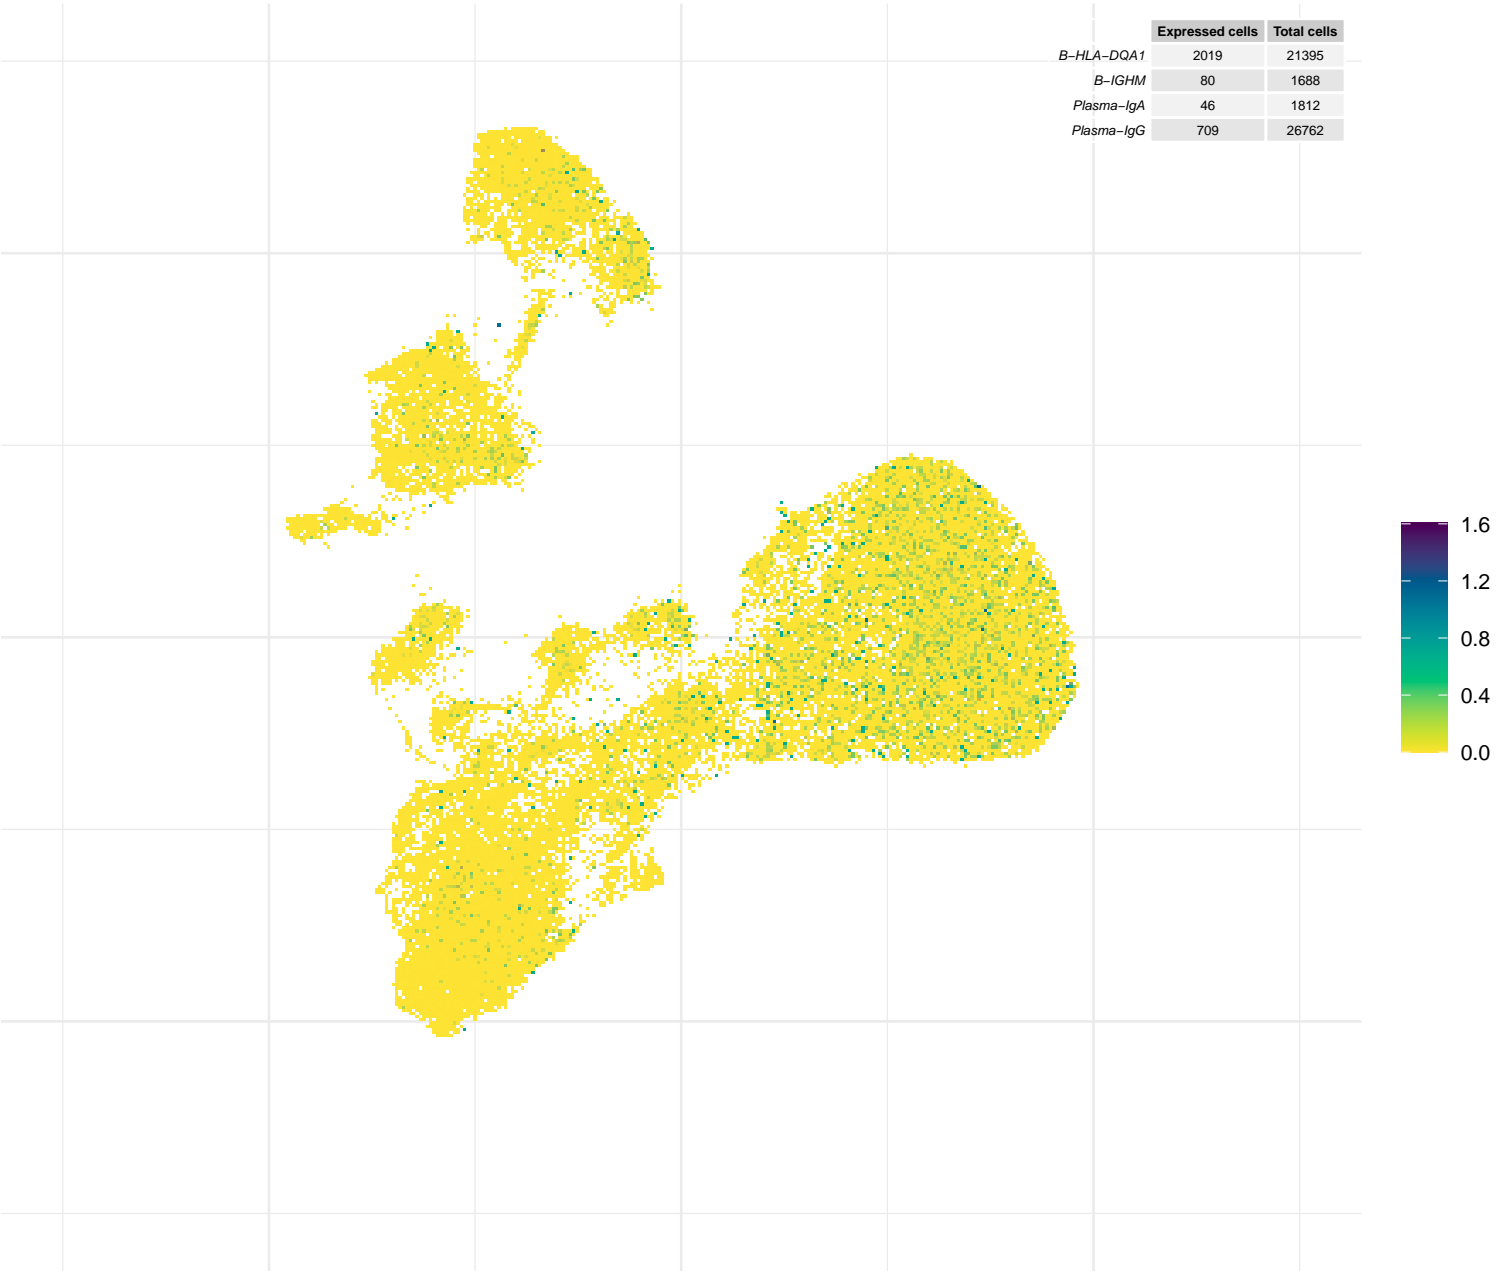 Expressed cells Total cells
B−HLA−DQA1 2019 21395
B−IGHM 80 1688
Plasma−IgA 46 1812
Plasma−IgG 709 26762
1.6
1.2
0.8
0.4
0.0